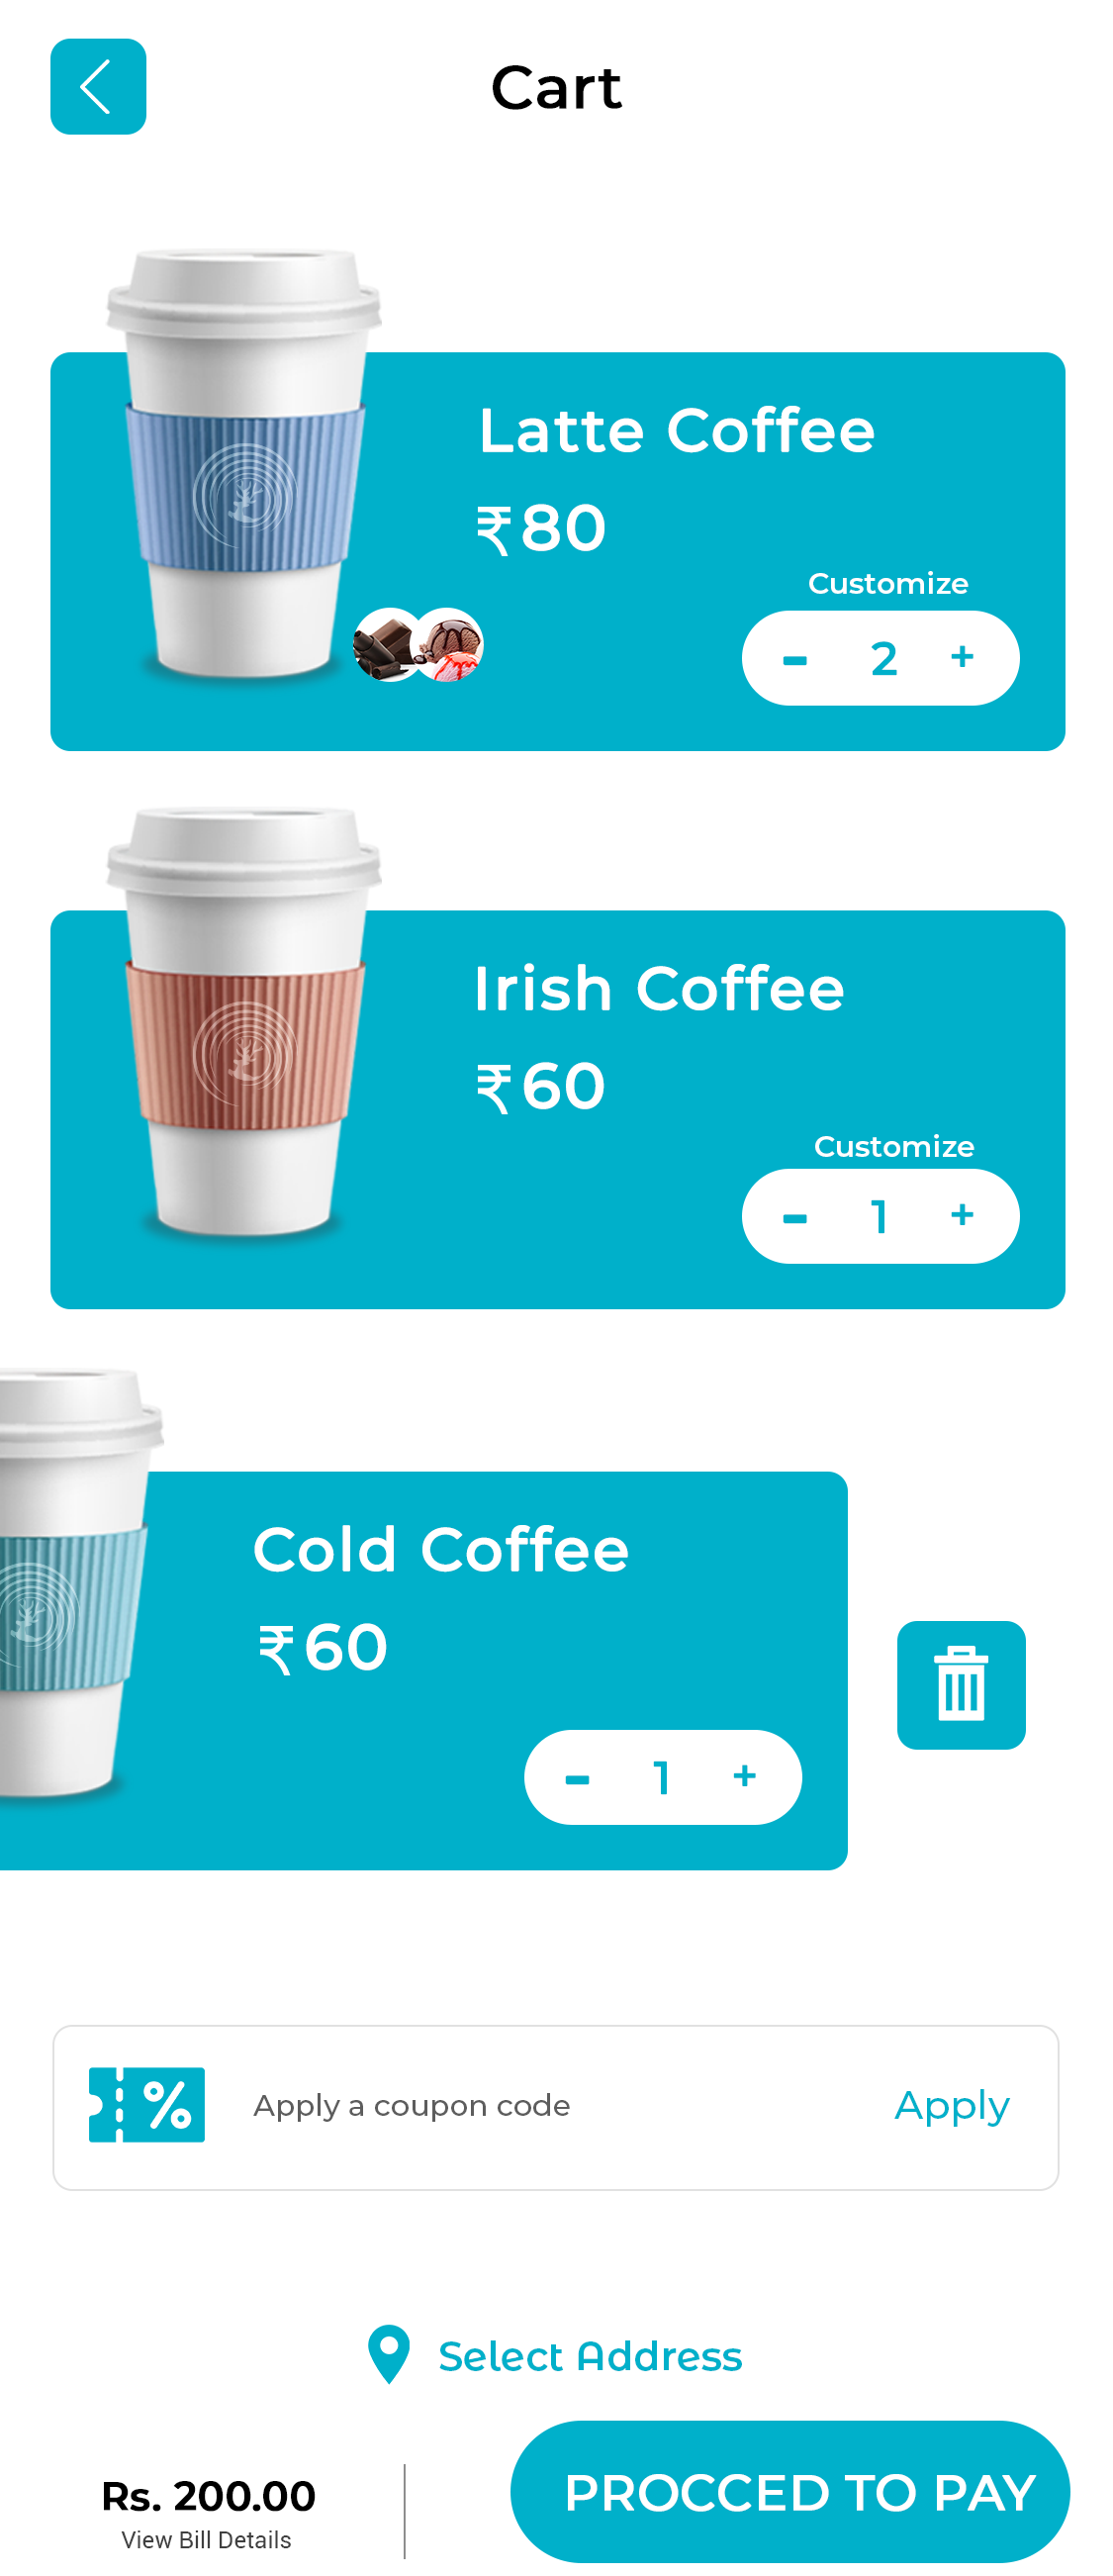 Cart
Latte Coffee
₹80
Customize
- 2 +
Irish Coffee
₹60
Customize
- 1 +
Cold Coffee
₹60
- 1 +
Apply a coupon code
Apply
Select Address
Rs. 200.00
View Bill Details
PROCCED TO PAY